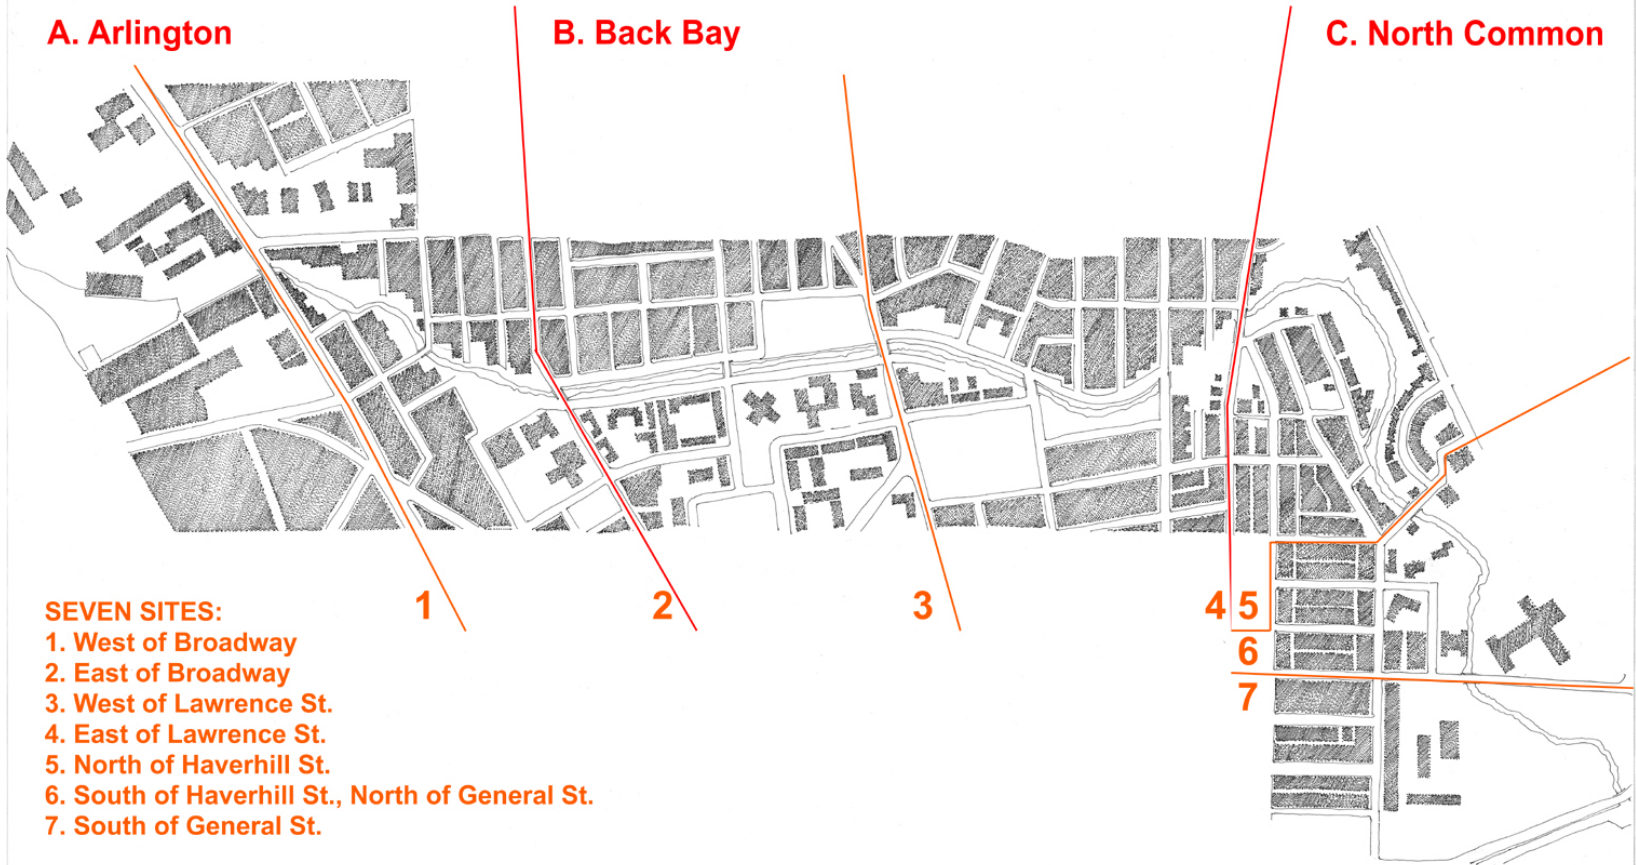 A. Arlington
B. Back Bay
C. North Common
1
2
3
4 5
6
7
SEVEN SITES:
1. West of Broadway
2. East of Broadway
3. West of Lawrence St.
4. East of Lawrence St.
5. North of Haverhill St.
6. South of Haverhill St., North of General St.
7. South of General St.